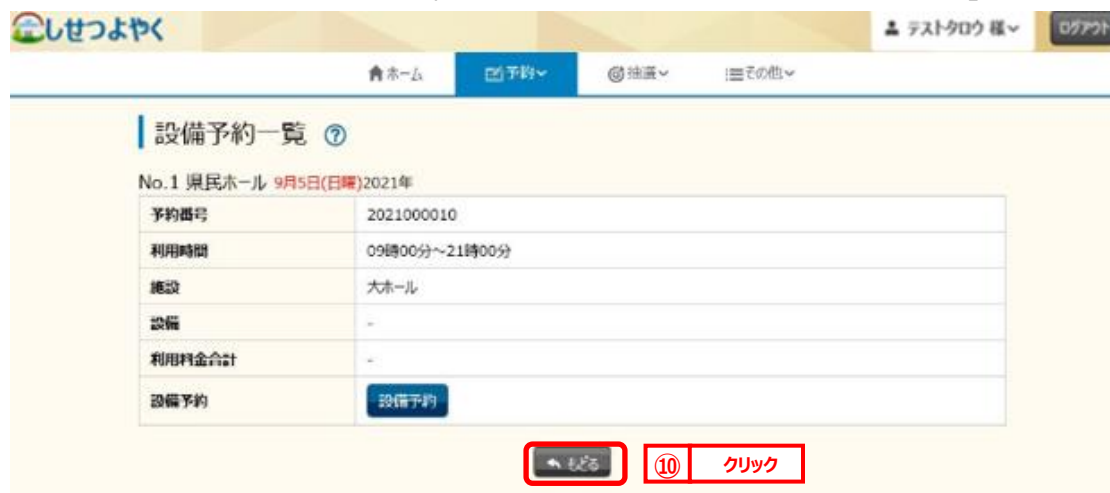 しせつよやく
テストタロウ 様
ログアウト
ホーム 予約 抽選 その他
設備予約一覧 ?
No.1 県民ホール 9月5日(日曜)2021年
予約番号 2021000010
利用時間 09時00分～21時00分
施設 大ホール
設備 -
利用料金合計 -
設備予約 設備予約
もどる ⑩ クリック